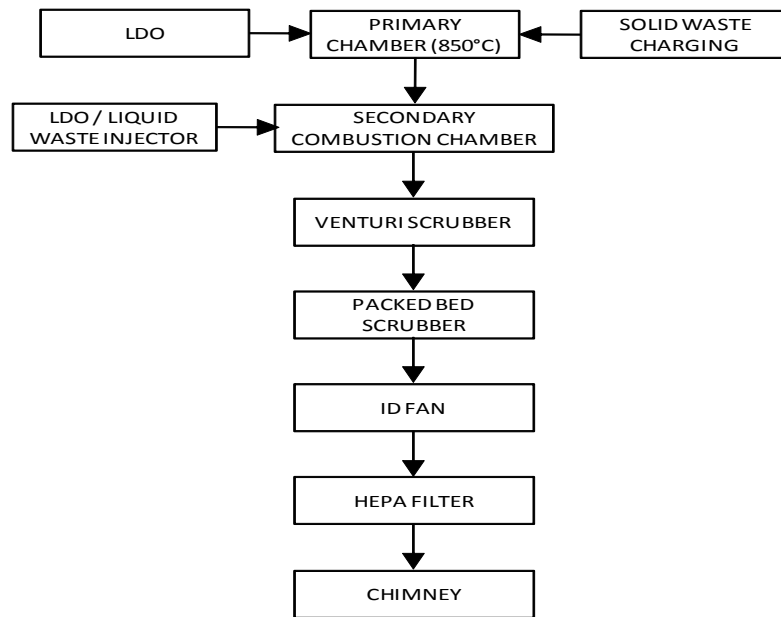 LDO
PRIMARY
CHAMBER (850°C)
SOLID WASTE
CHARGING
LDO / LIQUID
WASTE INJECTOR
SECONDARY
COMBUSTION CHAMBER
VENTURI SCRUBBER
PACKED BED
SCRUBBER
ID FAN
HEPA FILTER
CHIMNEY